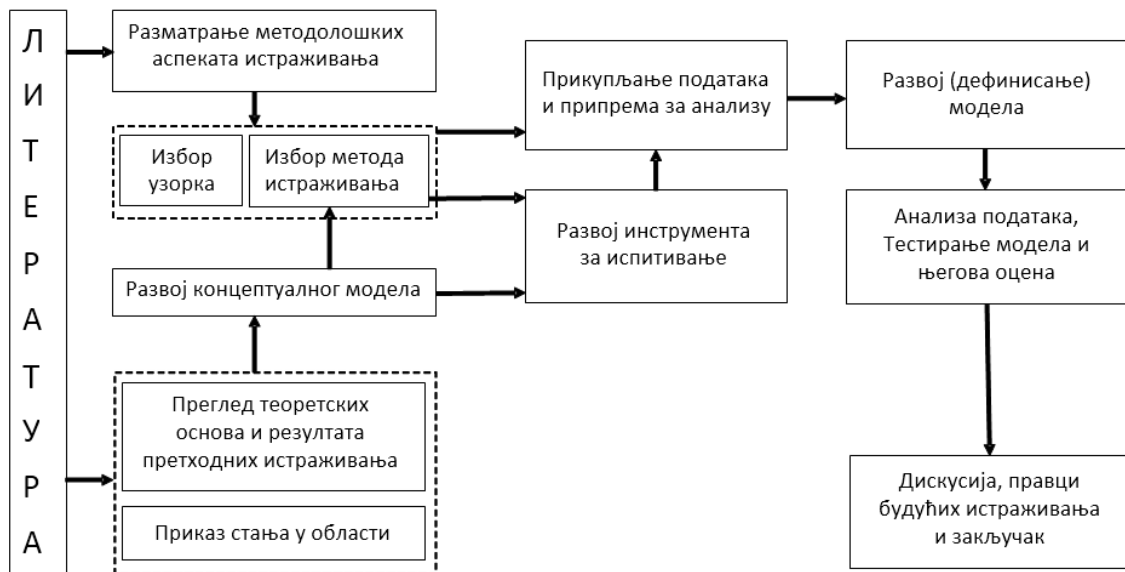 ЛИТЕРАТУРА
Разматрање методолошких
аспеката истраживања
Избор
узорка
Избор метода
истраживања
Развој концептуалног модела
Преглед теоретских
основа и резултата
претходних истраживања
Приказ стања у области
Прикупљање података
и припрема за анализу
Развој инструмента
за испитивање
Развој (дефинисање)
модела
Анализа података,
Тестирање модела и
његова оцена
Дискусија, правци
будућих истраживања
и закључак